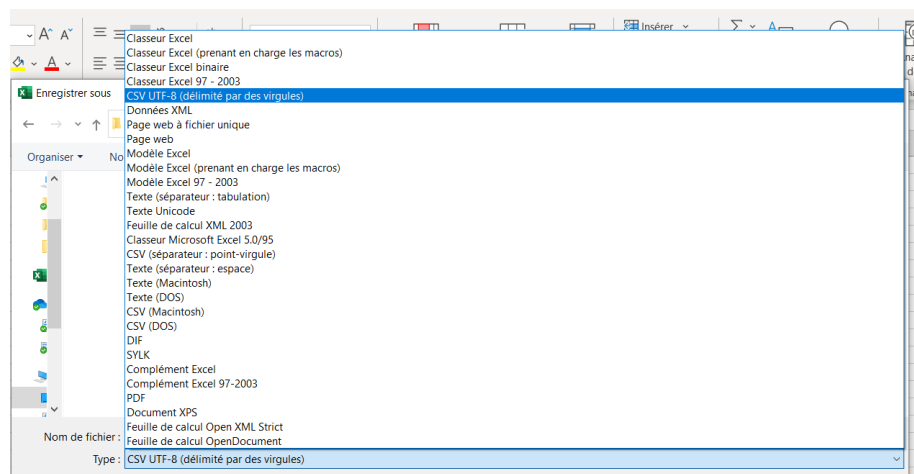 Insérer
Classeur Excel
Classeur Excel (prenant en charge les macros)
Classeur Excel binaire
Classeur Excel 97 - 2003
Enregistrer sous
CSV UTF-8 (délimité par des virgules)
Données XML
Page web à fichier unique
Page web
Organiser
No
Modèle Excel
Modèle Excel (prenant en charge les macros)
Modèle Excel 97 - 2003
Texte (séparateur : tabulation)
Texte Unicode
Feuille de calcul XML 2003
Classeur Microsoft Excel 5.0/95
CSV (séparateur : point-virgule)
Texte (séparateur : espace)
Texte (Macintosh)
Texte (DOS)
CSV (Macintosh)
CSV (DOS)
DIF
SYLK
Complément Excel
Complément Excel 97-2003
PDF
Document XPS
Feuille de calcul Open XML Strict
Feuille de calcul OpenDocument
Nom de fichier :
Type : CSV UTF-8 (délimité par des virgules)